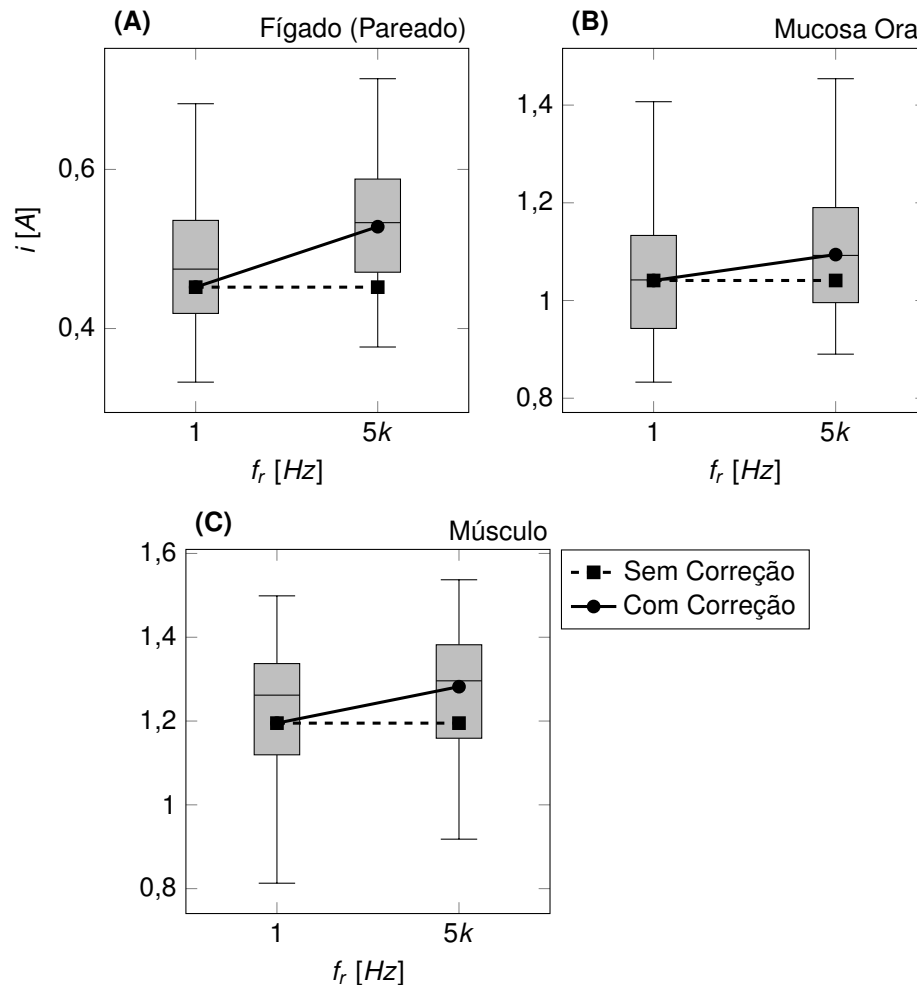 (A) Fígado (Pareado)
0,6
0,4
i [A]
1 5k
f_r [Hz]
(B) Mucosa Ora
1,4
1,2
1
0,8
1 5k
f_r [Hz]
(C) Músculo
1,6
1,4
1,2
1
0,8
1 5k
f_r [Hz]
Sem Correção
Com Correção